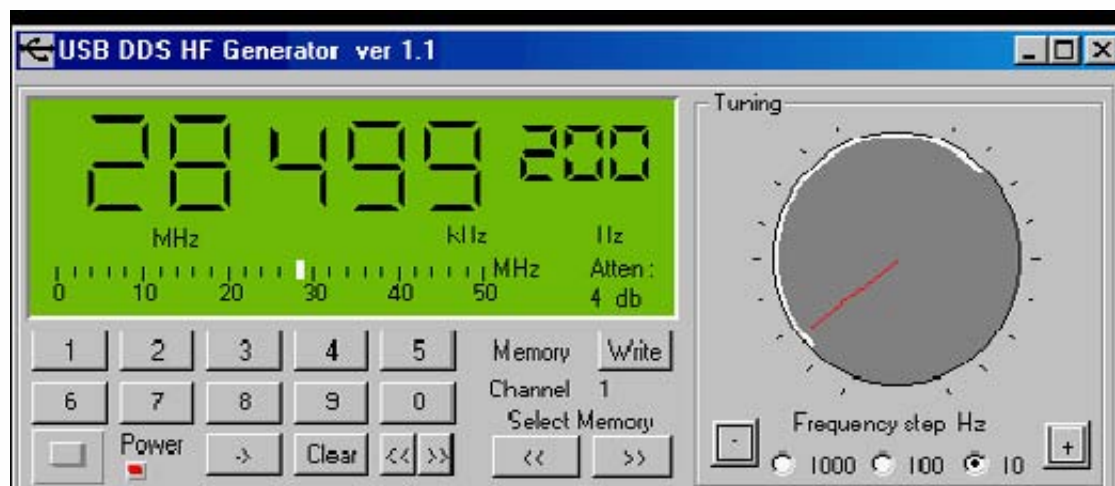 USB DDS HF Generator ver 1.1
28 499 200
MHz kHz Hz
MHz
0 10 20 30 40 50
Atten :
4 db
Tuning
1 2 3 4 5
6 7 8 9 0
Power
-> Clear << >>
Memory Write
Channel 1
Select Memory
<< >>
Frequency step Hz
- 1000 100 10 +